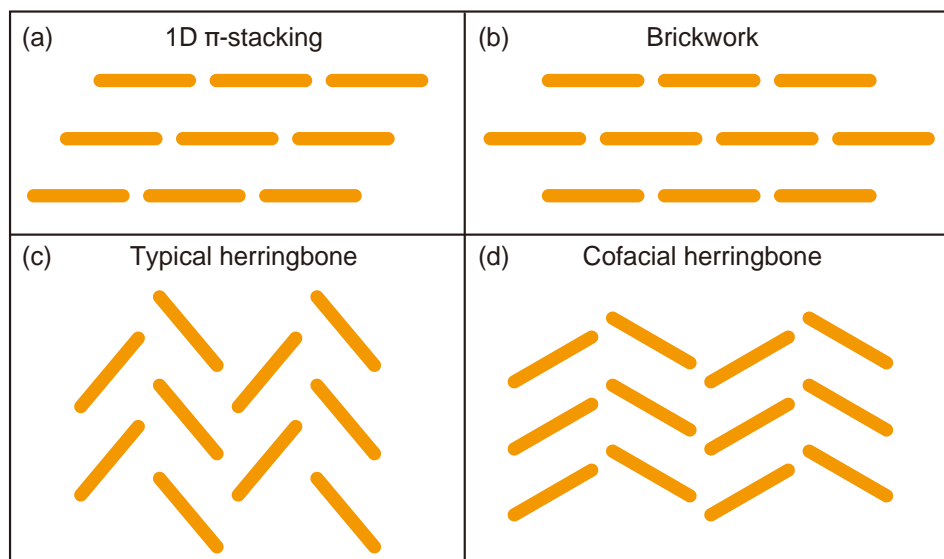 (a) 1D π-stacking
(b) Brickwork
(c) Typical herringbone
(d) Cofacial herringbone